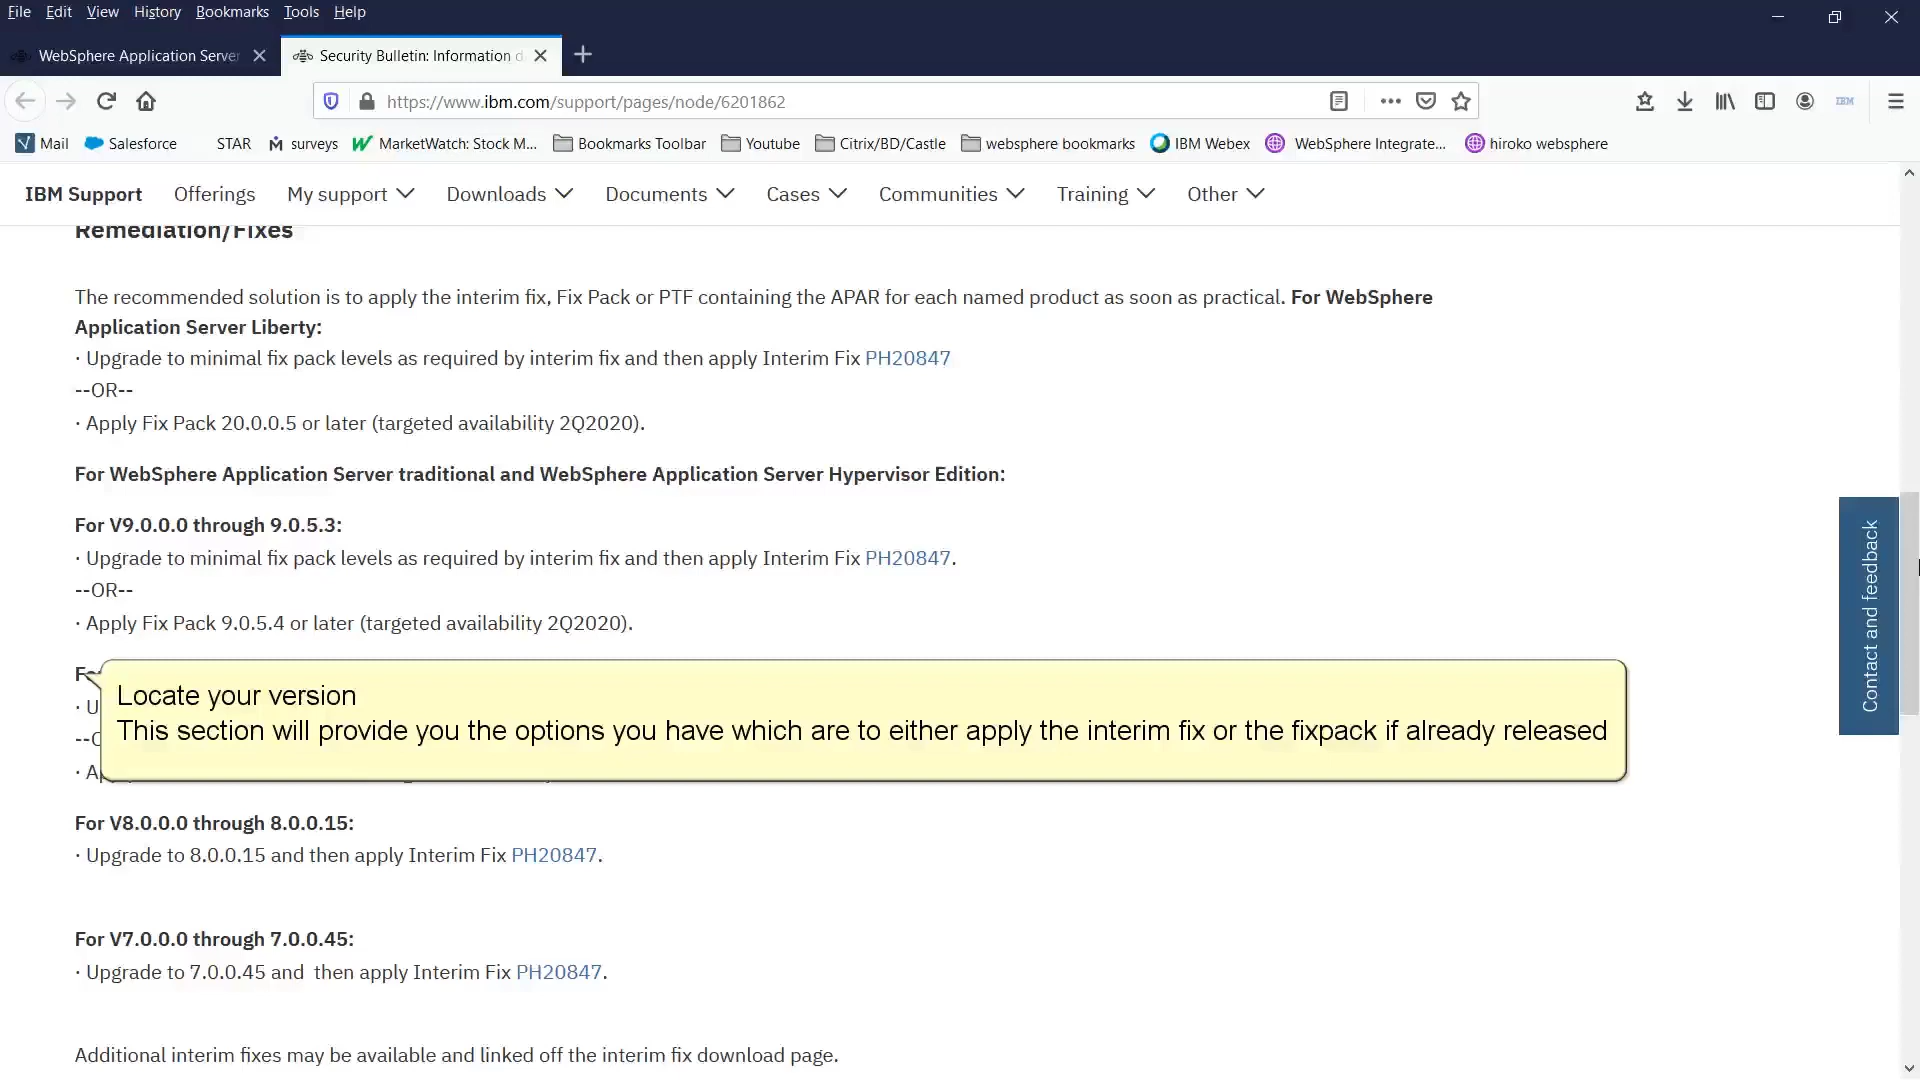 File Edit View History Bookmarks Tools Help
WebSphere Application Server
Security Bulletin: Information d
https://www.ibm.com/support/pages/node/6201862
IBM
Mail Salesforce STAR surveys MarketWatch: Stock M... Bookmarks Toolbar Youtube Citrix/BD/Castle websphere bookmarks IBM Webex WebSphere Integrate... hiroko websphere
IBM Support Offerings My support Downloads Documents Cases Communities Training Other
Remediation/Fixes
The recommended solution is to apply the interim fix, Fix Pack or PTF containing the APAR for each named product as soon as practical. For WebSphere
Application Server Liberty:
· Upgrade to minimal fix pack levels as required by interim fix and then apply Interim Fix PH20847
--OR--
· Apply Fix Pack 20.0.0.5 or later (targeted availability 2Q2020).
For WebSphere Application Server traditional and WebSphere Application Server Hypervisor Edition:
For V9.0.0.0 through 9.0.5.3:
· Upgrade to minimal fix pack levels as required by interim fix and then apply Interim Fix PH20847.
--OR--
· Apply Fix Pack 9.0.5.4 or later (targeted availability 2Q2020).
Locate your version
This section will provide you the options you have which are to either apply the interim fix or the fixpack if already released
For V8.0.0.0 through 8.0.0.15:
· Upgrade to 8.0.0.15 and then apply Interim Fix PH20847.
For V7.0.0.0 through 7.0.0.45:
· Upgrade to 7.0.0.45 and then apply Interim Fix PH20847.
Additional interim fixes may be available and linked off the interim fix download page.
Contact and feedback